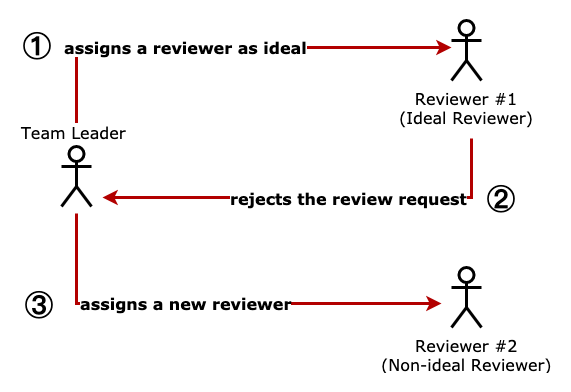 ① assigns a reviewer as ideal
Reviewer #1
(Ideal Reviewer)
Team Leader
rejects the review request ②
③ assigns a new reviewer
Reviewer #2
(Non-ideal Reviewer)